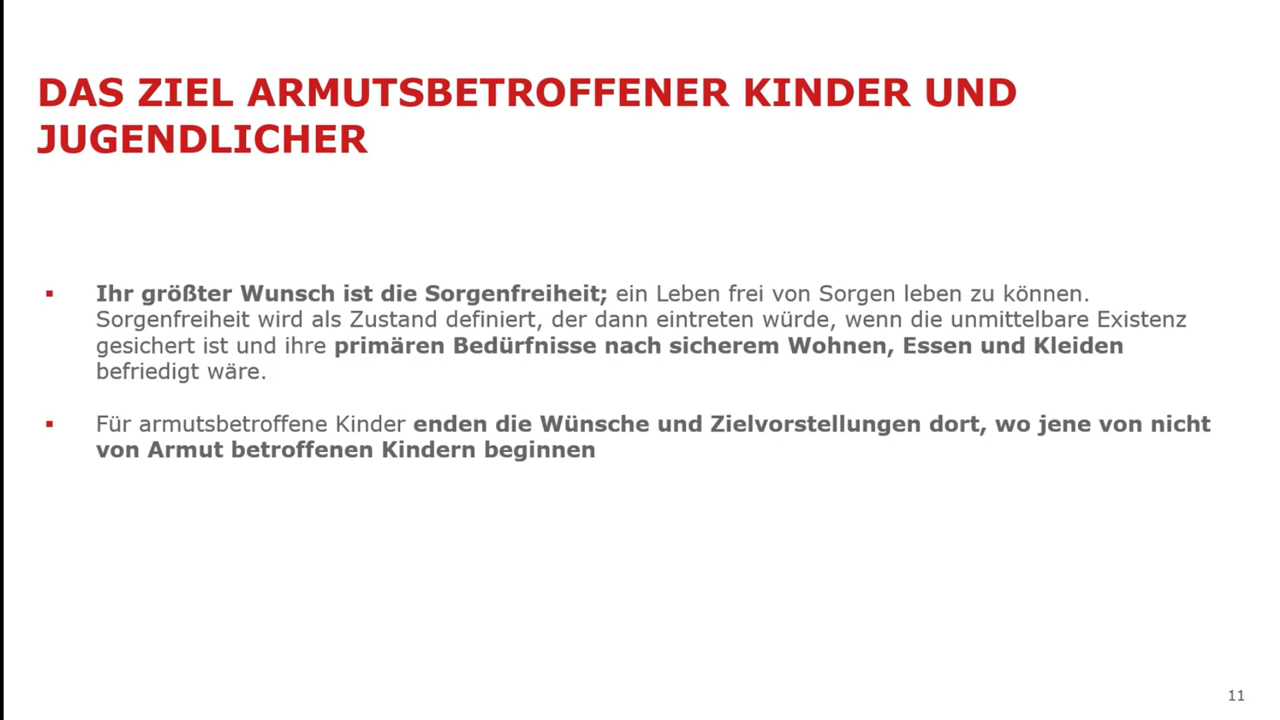 DAS ZIEL ARMUTSBETROFFENER KINDER UND
JUGENDLICHER
▪ Ihr größter Wunsch ist die Sorgenfreiheit; ein Leben frei von Sorgen leben zu können.
Sorgenfreiheit wird als Zustand definiert, der dann eintreten würde, wenn die unmittelbare Existenz
gesichert ist und ihre primären Bedürfnisse nach sicherem Wohnen, Essen und Kleiden
befriedigt wäre.
▪ Für armutsbetroffene Kinder enden die Wünsche und Zielvorstellungen dort, wo jene von nicht
von Armut betroffenen Kindern beginnen
11